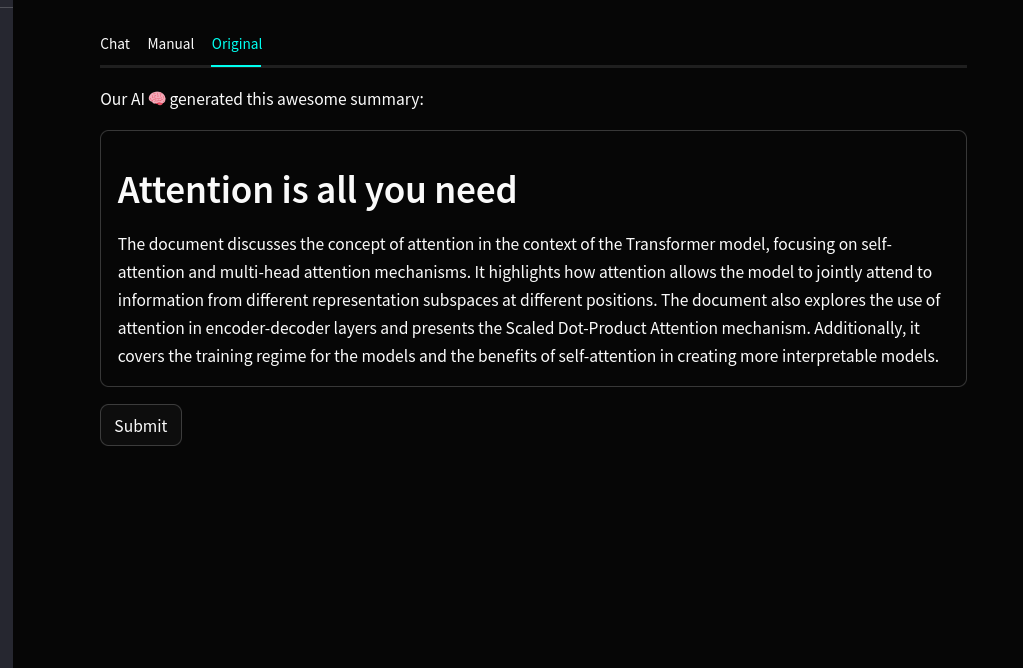 Chat Manual Original
Our AI 🧠 generated this awesome summary:
Attention is all you need
The document discusses the concept of attention in the context of the Transformer model, focusing on self-
attention and multi-head attention mechanisms. It highlights how attention allows the model to jointly attend to
information from different representation subspaces at different positions. The document also explores the use of
attention in encoder-decoder layers and presents the Scaled Dot-Product Attention mechanism. Additionally, it
covers the training regime for the models and the benefits of self-attention in creating more interpretable models.
Submit